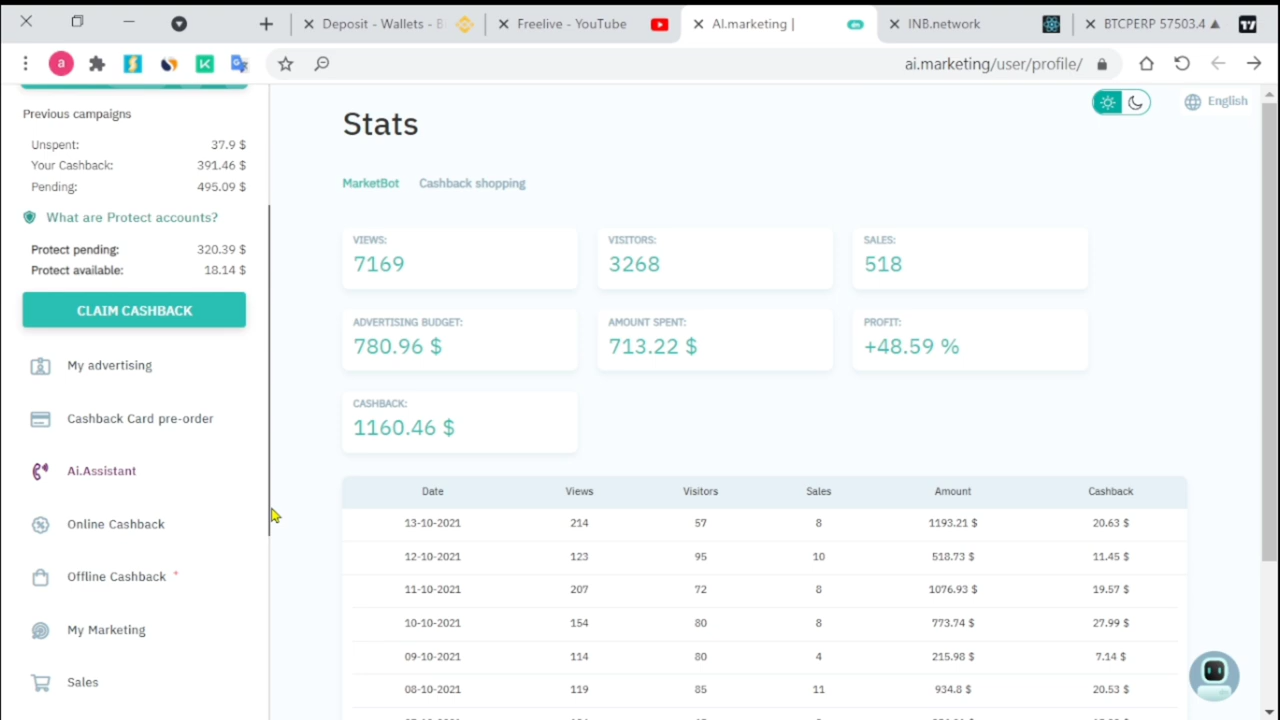 Deposit - Wallets - B
Freelive - YouTube
AI.marketing |
INB.network
BTCPERP 57503.4 ▲
a
ai.marketing/user/profile/
Previous campaigns
Unspent: 37.9 $
Your Cashback: 391.46 $
Pending: 495.09 $
What are Protect accounts?
Protect pending: 320.39 $
Protect available: 18.14 $
CLAIM CASHBACK
My advertising
Cashback Card pre-order
Ai.Assistant
Online Cashback
Offline Cashback *
My Marketing
Sales
English
Stats
MarketBot Cashback shopping
VIEWS: VISITORS: SALES:
7169 3268 518
ADVERTISING BUDGET: AMOUNT SPENT: PROFIT:
780.96 $ 713.22 $ +48.59 %
CASHBACK:
1160.46 $
Date Views Visitors Sales Amount Cashback
13-10-2021 214 57 8 1193.21 $ 20.63 $
12-10-2021 123 95 10 518.73 $ 11.45 $
11-10-2021 207 72 8 1076.93 $ 19.57 $
10-10-2021 154 80 8 773.74 $ 27.99 $
09-10-2021 114 80 4 215.98 $ 7.14 $
08-10-2021 119 85 11 934.8 $ 20.53 $